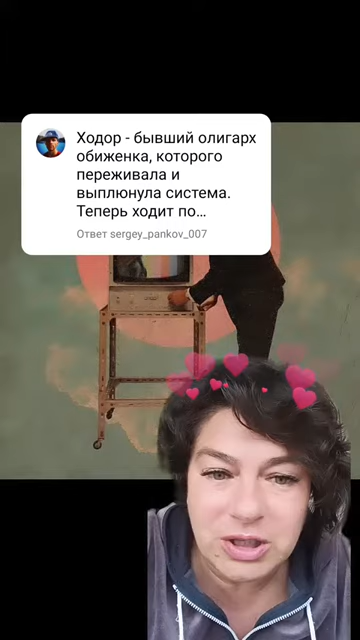 Ходор - бывший олигарх
обиженка, которого
переживала и
выплюнула система.
Теперь ходит по…
Ответ sergey_pankov_007